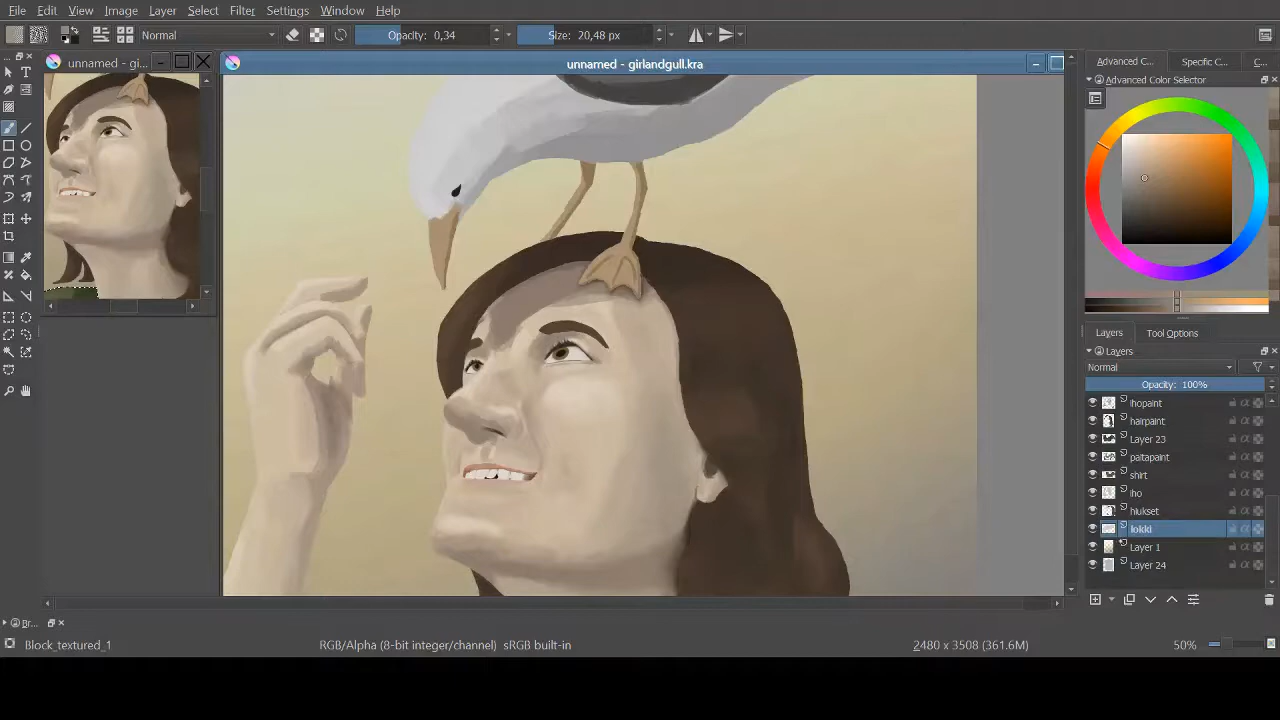 File Edit View Image Layer Select Filter Settings Window Help
Normal Opacity: 0,34 Size: 20,48 px
unnamed - gi...
unnamed - girlandgull.kra
Advanced C... Specific C... C...
Advanced Color Selector
Layers Tool Options
Layers
Normal
Opacity: 100%
ihopaint
hairpaint
Layer 23
paitapaint
shirt
iho
hiukset
lokki
Layer 1
Layer 24
Br...
Block_textured_1 RGB/Alpha (8-bit integer/channel) sRGB built-in 2480 x 3508 (361.6M) 50%